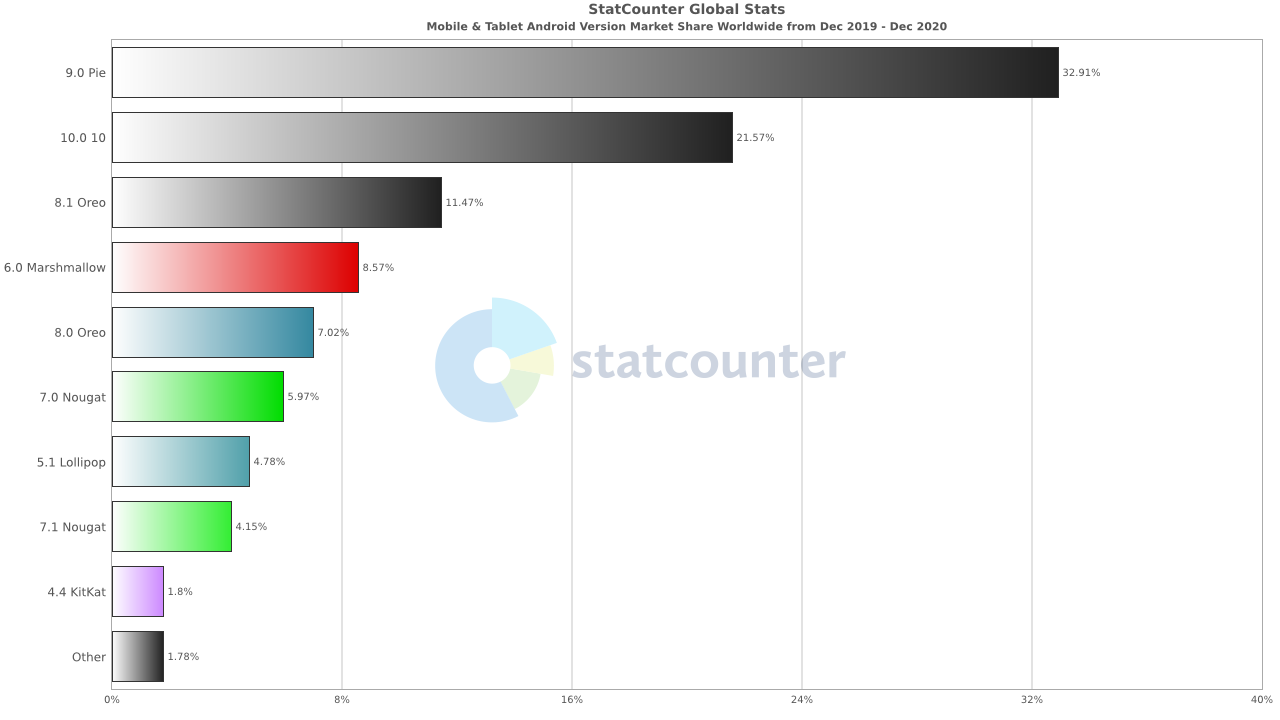 StatCounter Global Stats
Mobile & Tablet Android Version Market Share Worldwide from Dec 2019 - Dec 2020
9.0 Pie 32.91%
10.0 10 21.57%
8.1 Oreo 11.47%
6.0 Marshmallow 8.57%
8.0 Oreo 7.02%
statcounter
7.0 Nougat 5.97%
5.1 Lollipop 4.78%
7.1 Nougat 4.15%
4.4 KitKat 1.8%
Other 1.78%
0% 8% 16% 24% 32% 40%